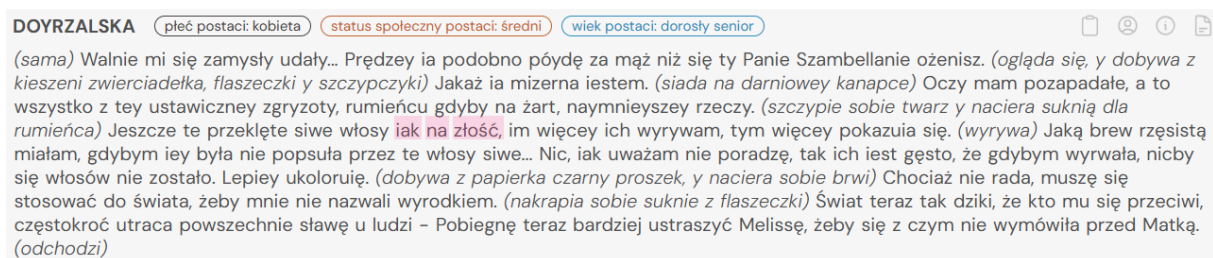 DOYRZALSKA płeć postaci: kobieta status społeczny postaci: średni wiek postaci: dorosły senior
(sama) Walnie mi się zamysły udały... Prędzey ia podobno póydę za mąż niż się ty Panie Szambellanie ożenisz. (ogląda się, y dobywa z
kieszeni zwierciadełka, flaszeczki y szczypczyki) Jakaż ia mizerna iestem. (siada na darniowey kanapce) Oczy mam pozapadałe, a to
wszystko z tey ustawiczney zgryzoty, rumieńcu gdyby na żart, naymnieyszey rzeczy. (szczypie sobie twarz y naciera suknią dla
rumieńca) Jeszcze te przeklęte siwe włosy iak na złość, im więcey ich wyrywam, tym więcey pokazuia się. (wyrywa) Jaką brew rzęsistą
miałam, gdybym iey była nie popsuła przez te włosy siwe... Nic, iak uważam nie poradzę, tak ich iest gęsto, że gdybym wyrwała, nicby
się włosów nie zostało. Lepiey ukoloruię. (dobywa z papierka czarny proszek, y naciera sobie brwi) Chociaż nie rada, muszę się
stosować do świata, żeby mnie nie nazwali wyrodkiem. (nakrapia sobie suknie z flaszeczki) Świat teraz tak dziki, że kto mu się przeciwi,
częstokroć utraca powszechnie sławę u ludzi – Pobiegnę teraz bardziej ustraszyć Melissę, żeby się z czym nie wymówiła przed Matką.
(odchodzi)